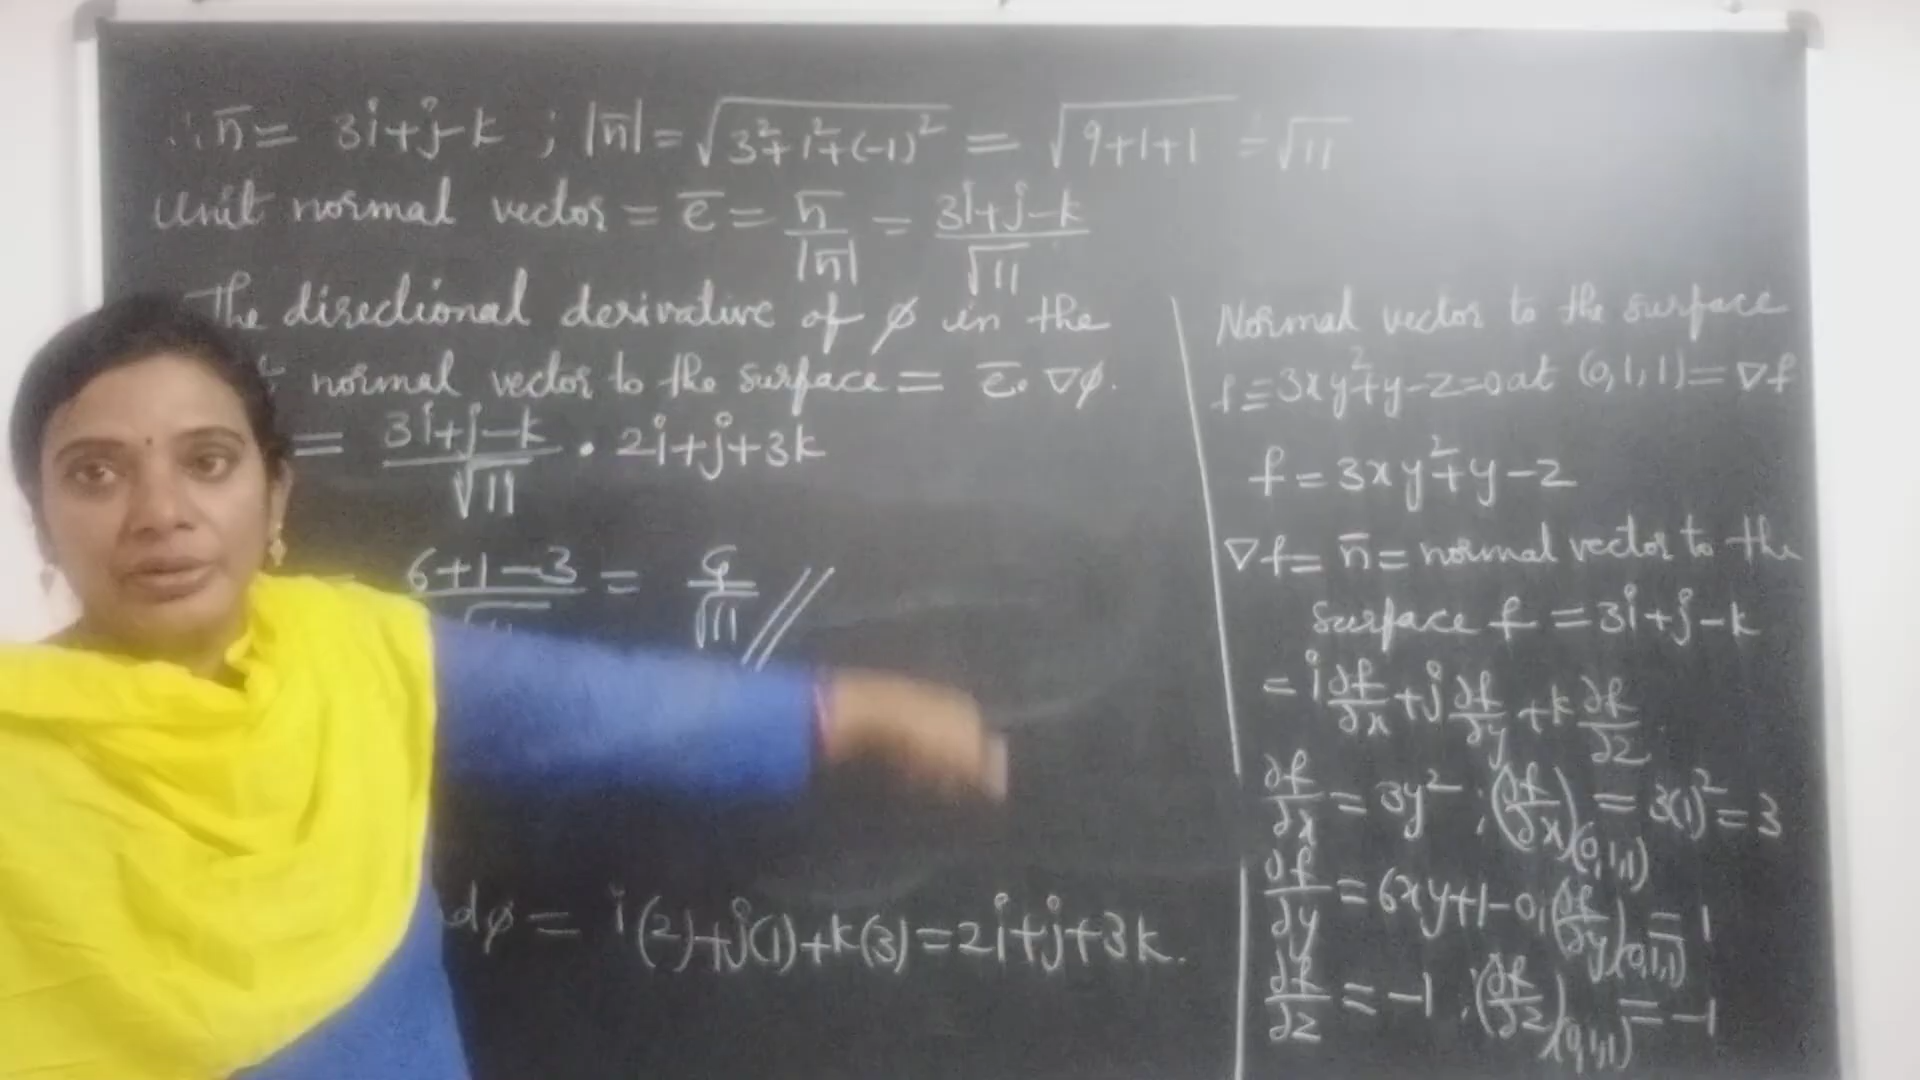 ∴ n̄ = 3i+j-k ; |n̄| = √(3²+1²+(-1)²) = √(9+1+1) = √11
Unit normal vector = ē = n̄/|n̄| = (3i+j-k)/√11
The directional derivative of φ in the
normal vector to the surface = ē.∇φ.
= (3i+j-k)/√11 • 2i+j+3k
= (6+1-3)/√11 = 4/√11 //
dφ = i(2)+j(1)+k(3) = 2i+j+3k.
Normal vector to the surface
f ≡ 3xy²+y-z=0 at (0,1,1) = ∇f
f = 3xy²+y-z
∇f = n̄ = normal vector to the
surface f = 3i+j-k
= i ∂f/∂x + j ∂f/∂y + k ∂f/∂z
∂f/∂x = 3y² ; (∂f/∂x)(0,1,1) = 3(1)² = 3
∂f/∂y = 6xy+1-0, (∂f/∂y)(0,1,1) = 1
∂f/∂z = -1 ; (∂f/∂z)(0,1,1) = -1